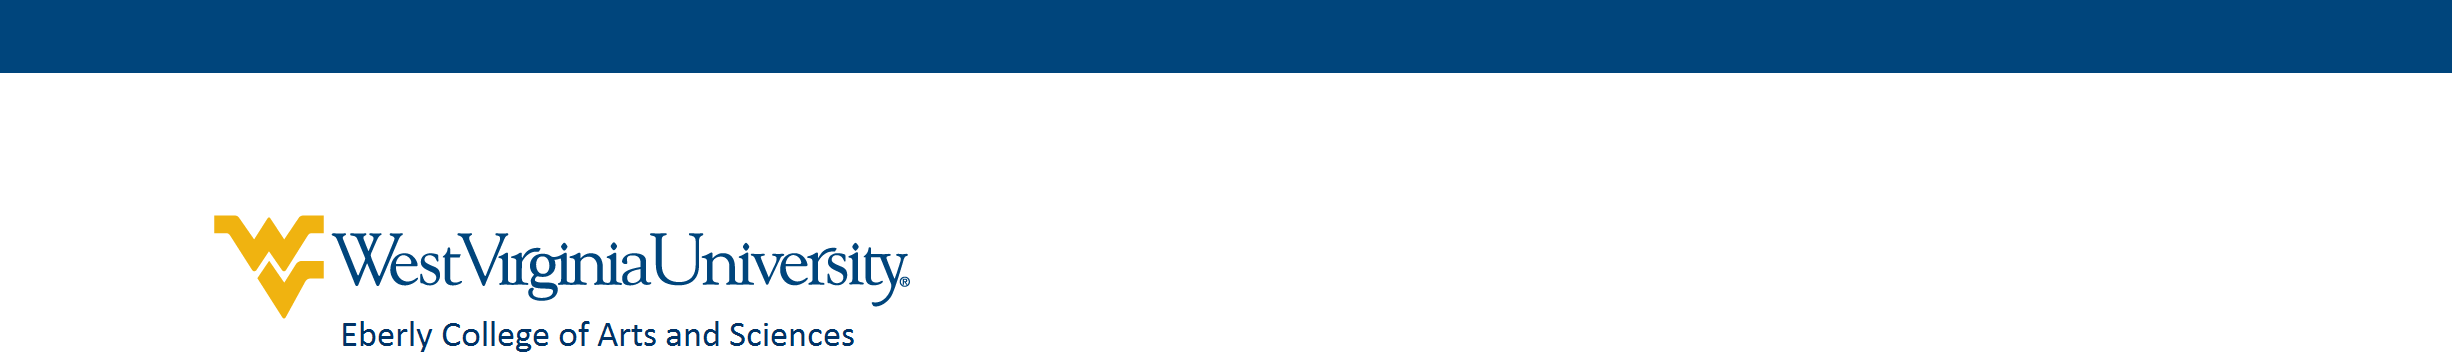 WestVirginiaUniversity®
Eberly College of Arts and Sciences